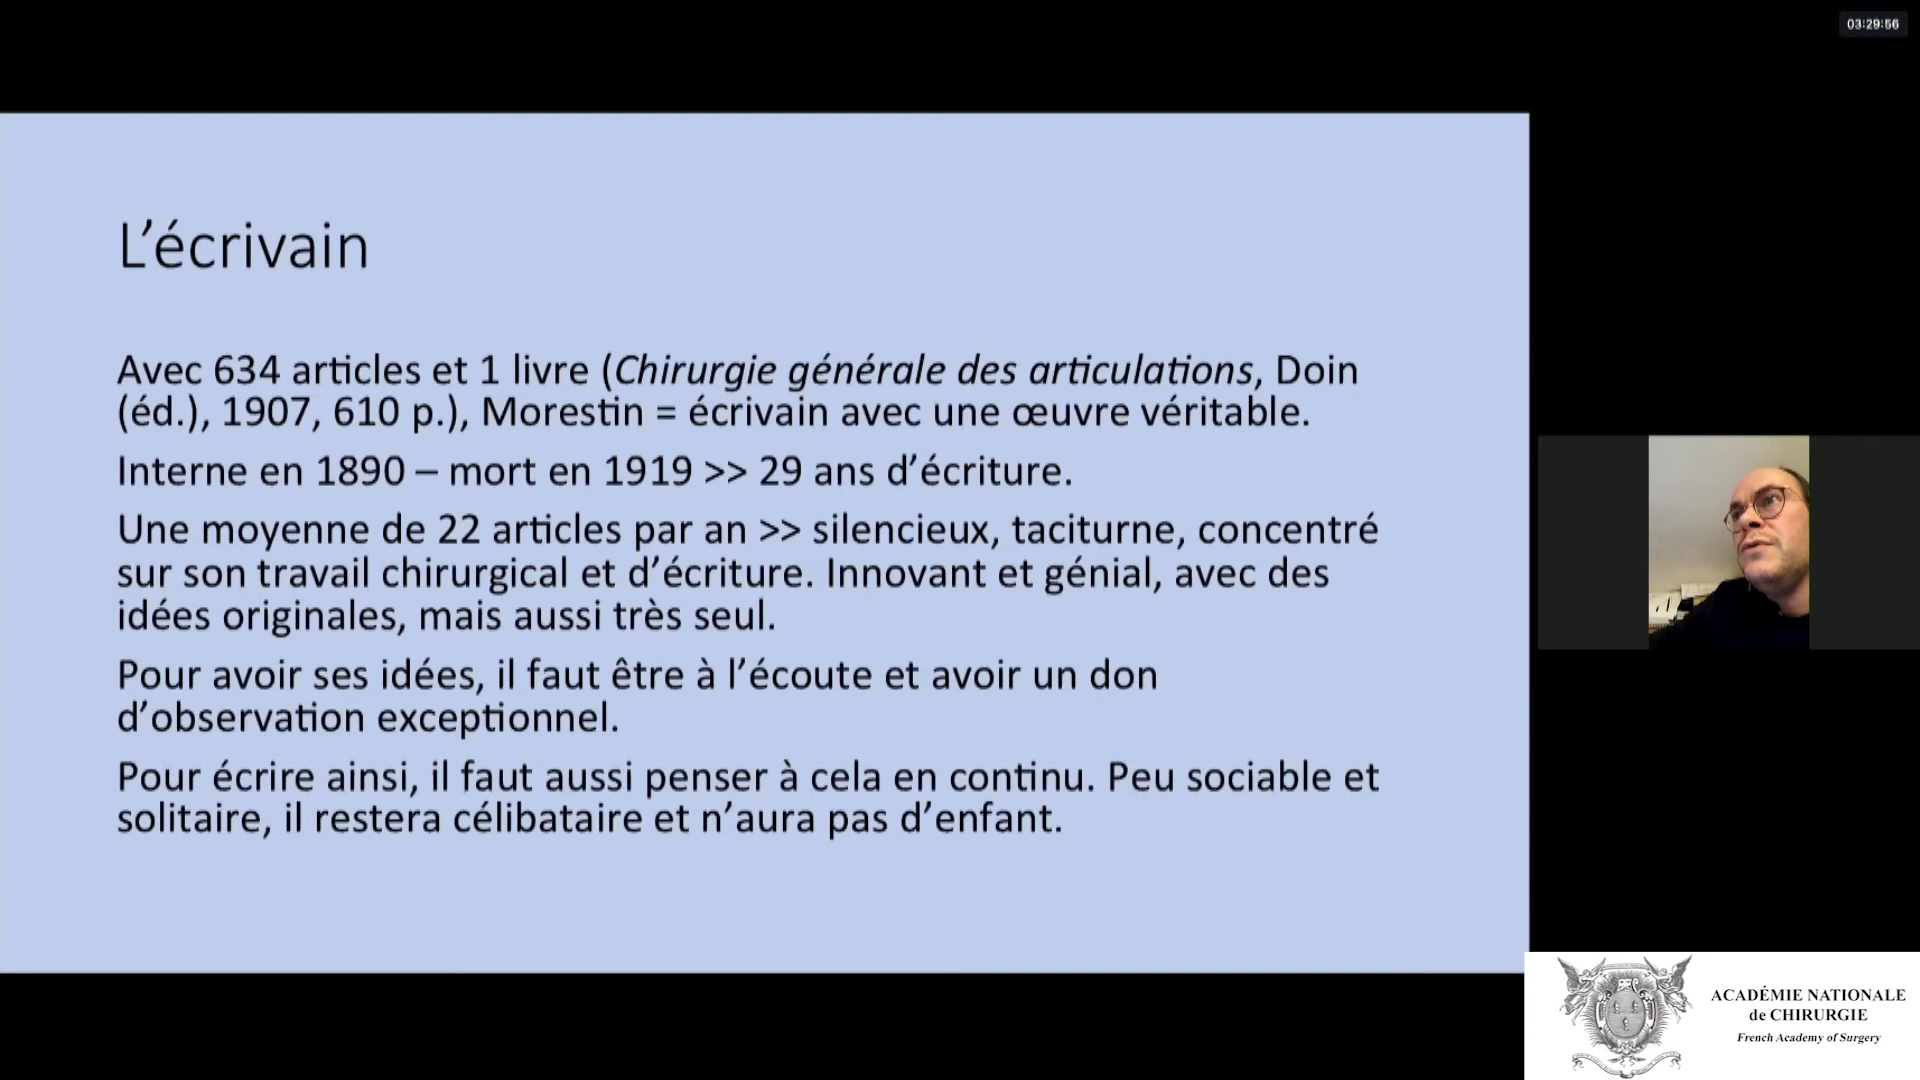 03:29:56
L’écrivain
Avec 634 articles et 1 livre (Chirurgie générale des articulations, Doin
(éd.), 1907, 610 p.), Morestin = écrivain avec une œuvre véritable.
Interne en 1890 – mort en 1919 >> 29 ans d’écriture.
Une moyenne de 22 articles par an >> silencieux, taciturne, concentré
sur son travail chirurgical et d’écriture. Innovant et génial, avec des
idées originales, mais aussi très seul.
Pour avoir ses idées, il faut être à l’écoute et avoir un don
d’observation exceptionnel.
Pour écrire ainsi, il faut aussi penser à cela en continu. Peu sociable et
solitaire, il restera célibataire et n’aura pas d’enfant.
ACADÉMIE NATIONALE
de CHIRURGIE
French Academy of Surgery